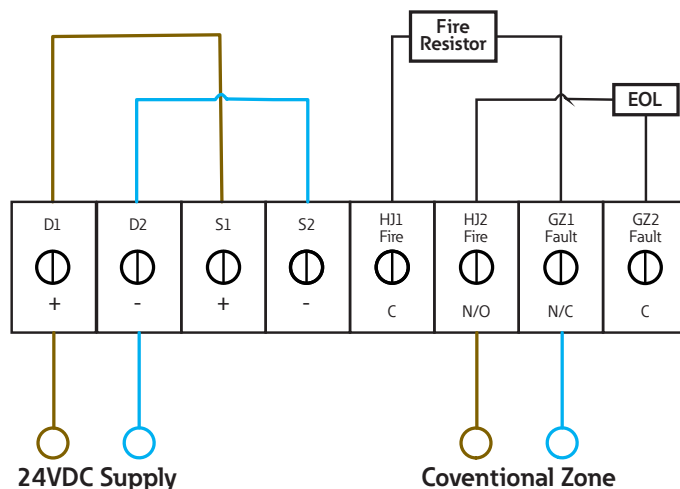 Fire
Resistor
EOL
D1
D2
S1
S2
HJ1
Fire
HJ2
Fire
GZ1
Fault
GZ2
Fault
+
-
+
-
C
N/O
N/C
C
24VDC Supply
Coventional Zone